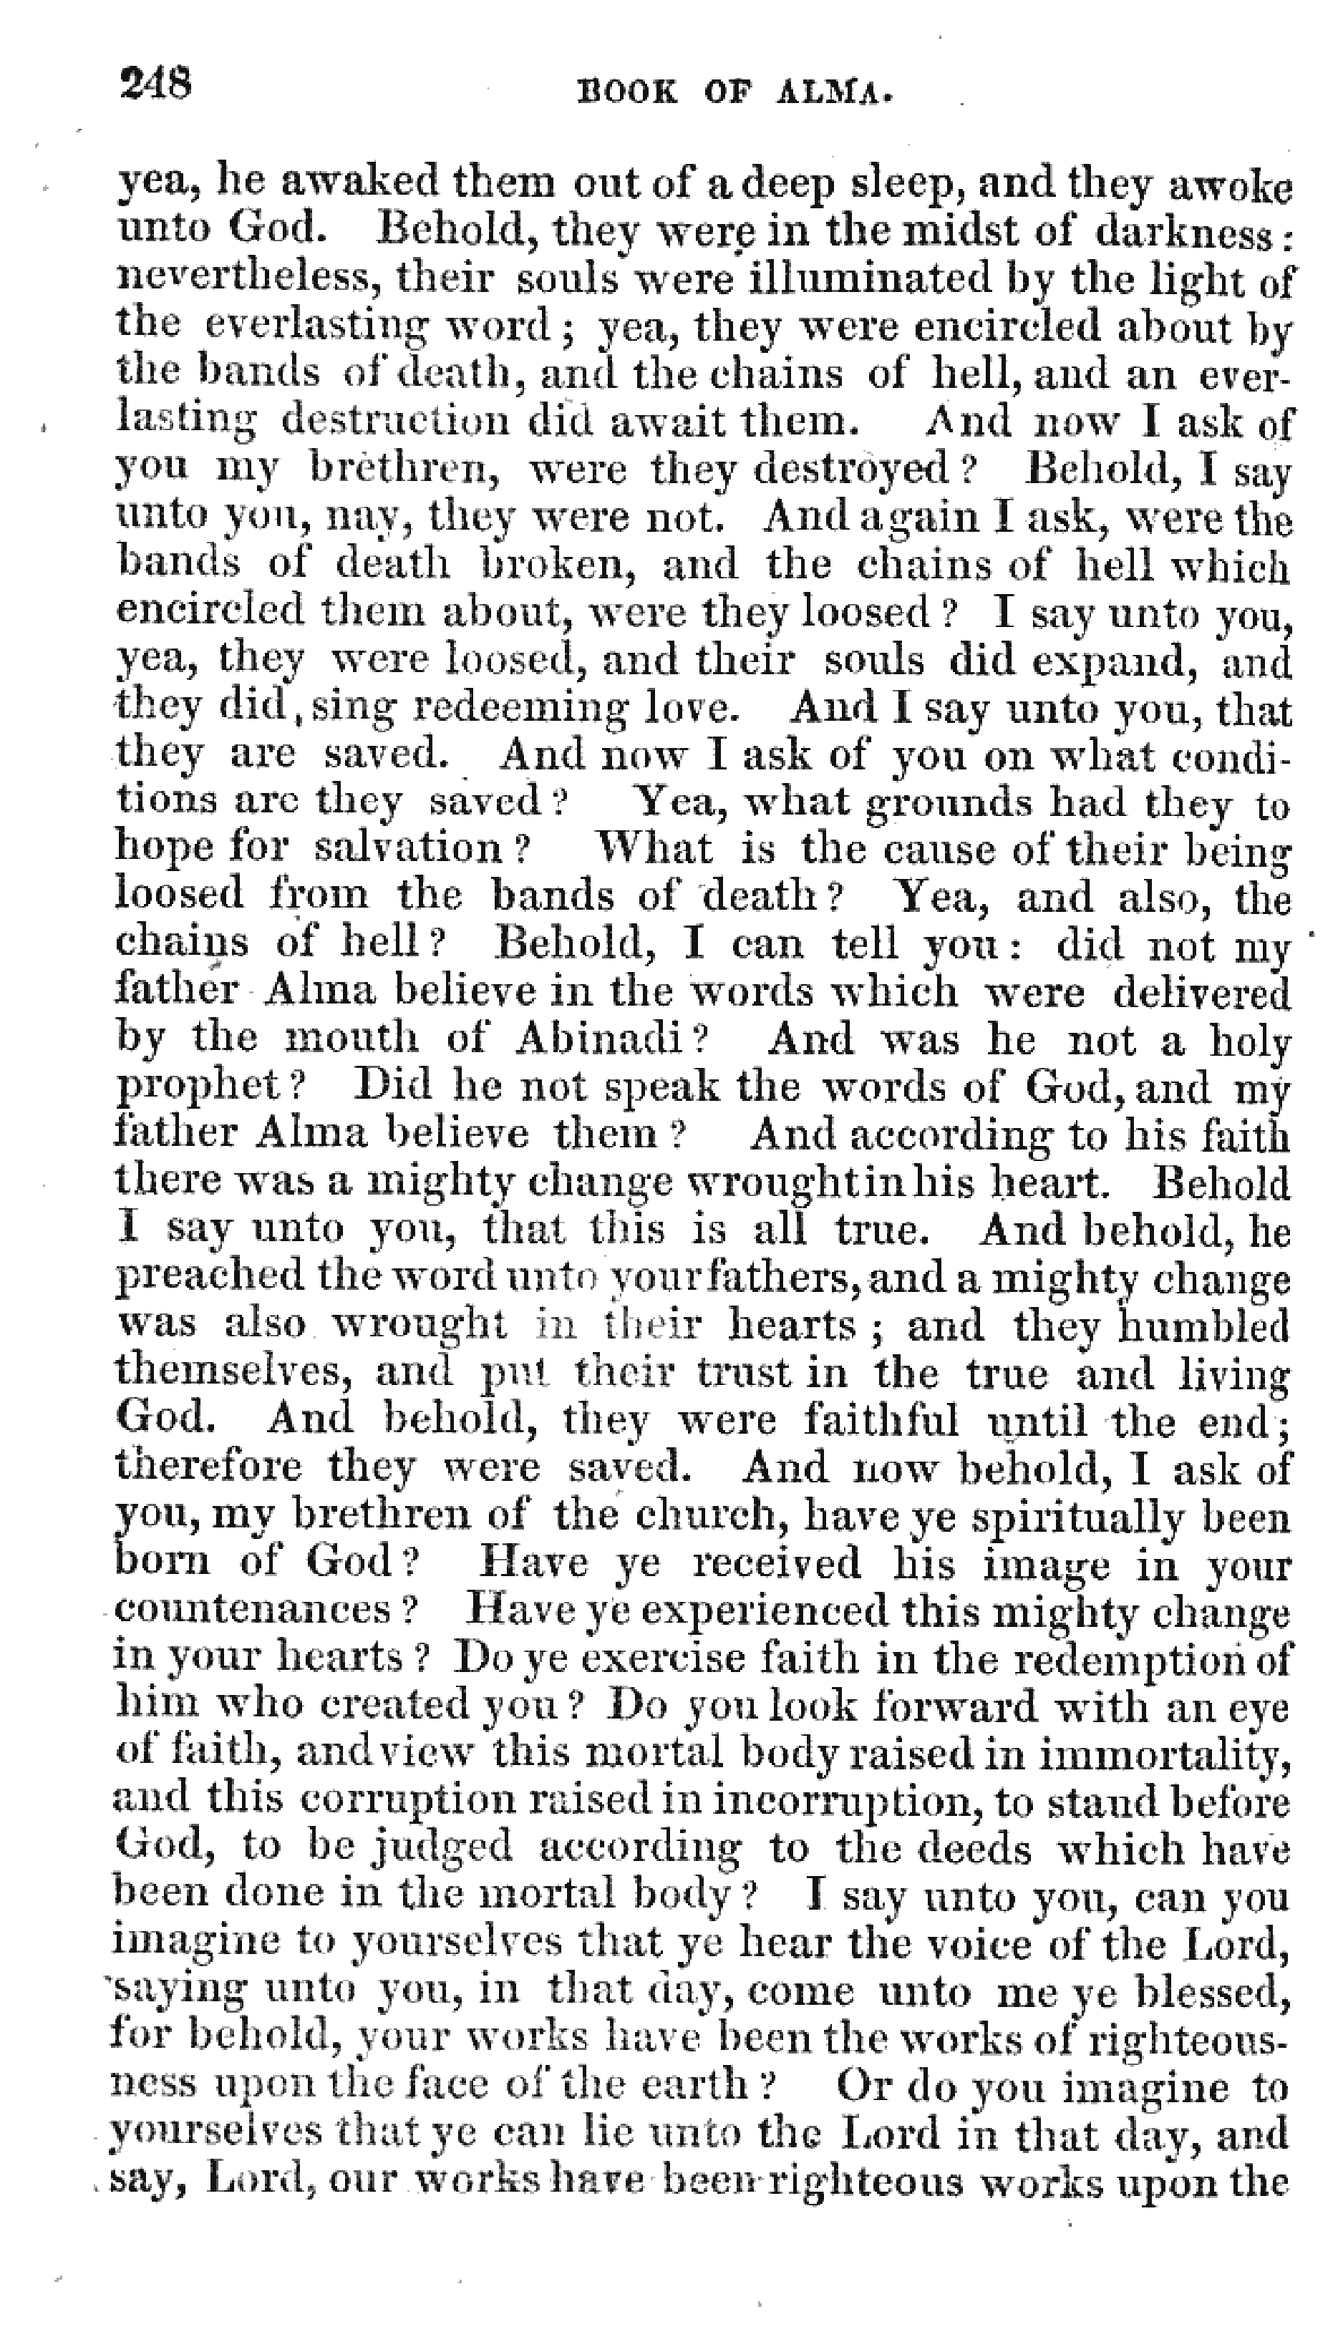 248 BOOK OF ALMA.
yea, he awaked them out of a deep sleep, and they awoke
unto God. Behold, they were in the midst of darkness:
nevertheless, their souls were illuminated by the light of
the everlasting word; yea, they were encircled about by
the bands of death, and the chains of hell, and an ever-
lasting destruction did await them. And now I ask of
you my brethren, were they destroyed? Behold, I say
unto you, nay, they were not. And again I ask, were the
bands of death broken, and the chains of hell which
encircled them about, were they loosed? I say unto you,
yea, they were loosed, and their souls did expand, and
they did, sing redeeming love. And I say unto you, that
they are saved. And now I ask of you on what condi-
tions are they saved? Yea, what grounds had they to
hope for salvation? What is the cause of their being
loosed from the bands of death? Yea, and also, the
chains of hell? Behold, I can tell you: did not my
father Alma believe in the words which were delivered
by the mouth of Abinadi? And was he not a holy
prophet? Did he not speak the words of God, and my
father Alma believe them? And according to his faith
there was a mighty change wrought in his heart. Behold
I say unto you, that this is all true. And behold, he
preached the word unto your fathers, and a mighty change
was also wrought in their hearts; and they humbled
themselves, and put their trust in the true and living
God. And behold, they were faithful until the end;
therefore they were saved. And now behold, I ask of
you, my brethren of the church, have ye spiritually been
born of God? Have ye received his image in your
countenances? Have ye experienced this mighty change
in your hearts? Do ye exercise faith in the redemption of
him who created you? Do you look forward with an eye
of faith, and view this mortal body raised in immortality,
and this corruption raised in incorruption, to stand before
God, to be judged according to the deeds which have
been done in the mortal body? I say unto you, can you
imagine to yourselves that ye hear the voice of the Lord,
saying unto you, in that day, come unto me ye blessed,
for behold, your works have been the works of righteous-
ness upon the face of the earth? Or do you imagine to
yourselves that ye can lie unto the Lord in that day, and
say, Lord, our works have been righteous works upon the